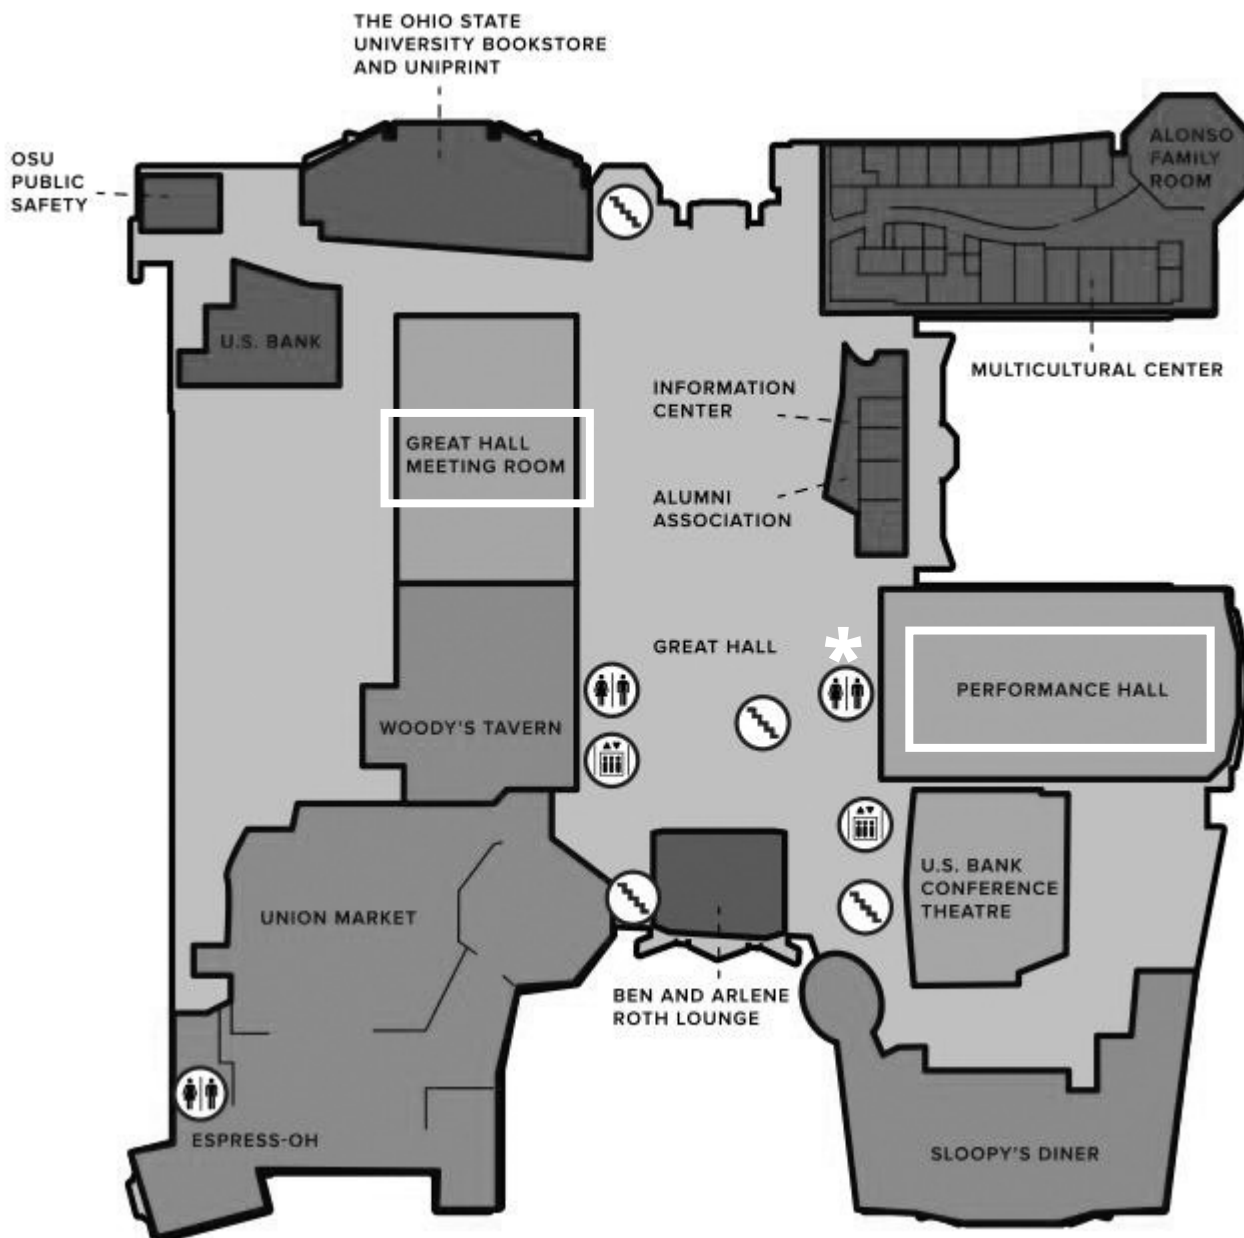 THE OHIO STATE
UNIVERSITY BOOKSTORE
AND UNIPRINT
OSU
PUBLIC
SAFETY
ALONSO
FAMILY
ROOM
U.S. BANK
MULTICULTURAL CENTER
INFORMATION
CENTER
GREAT HALL
MEETING ROOM
ALUMNI
ASSOCIATION
GREAT HALL
*
PERFORMANCE HALL
WOODY'S TAVERN
U.S. BANK
CONFERENCE
THEATRE
UNION MARKET
BEN AND ARLENE
ROTH LOUNGE
ESPRESS-OH
SLOOPY'S DINER